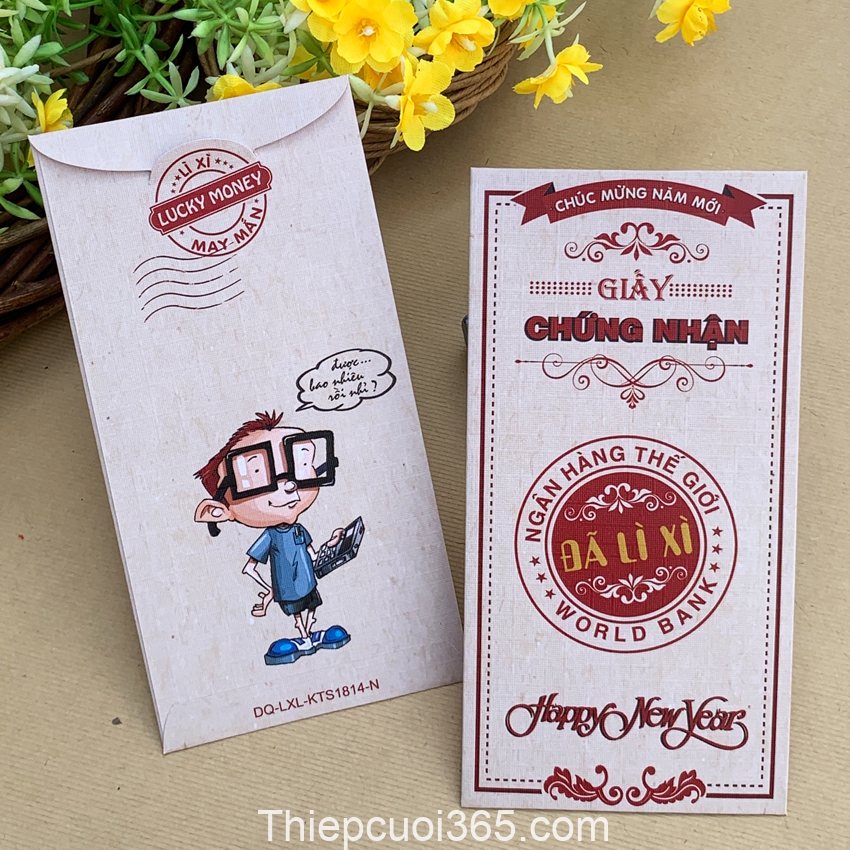 LÌ XÌ
LUCKY MONEY
MAY MẮN
được...
bao nhiêu
rồi nhỉ?
DQ-LXL-KTS1814-N
CHÚC MỪNG NĂM MỚI
GIẤY
CHỨNG NHẬN
NGÂN HÀNG THẾ GIỚI
ĐÃ LÌ XÌ
WORLD BANK
Happy New Year
Thiepcuoi365.com